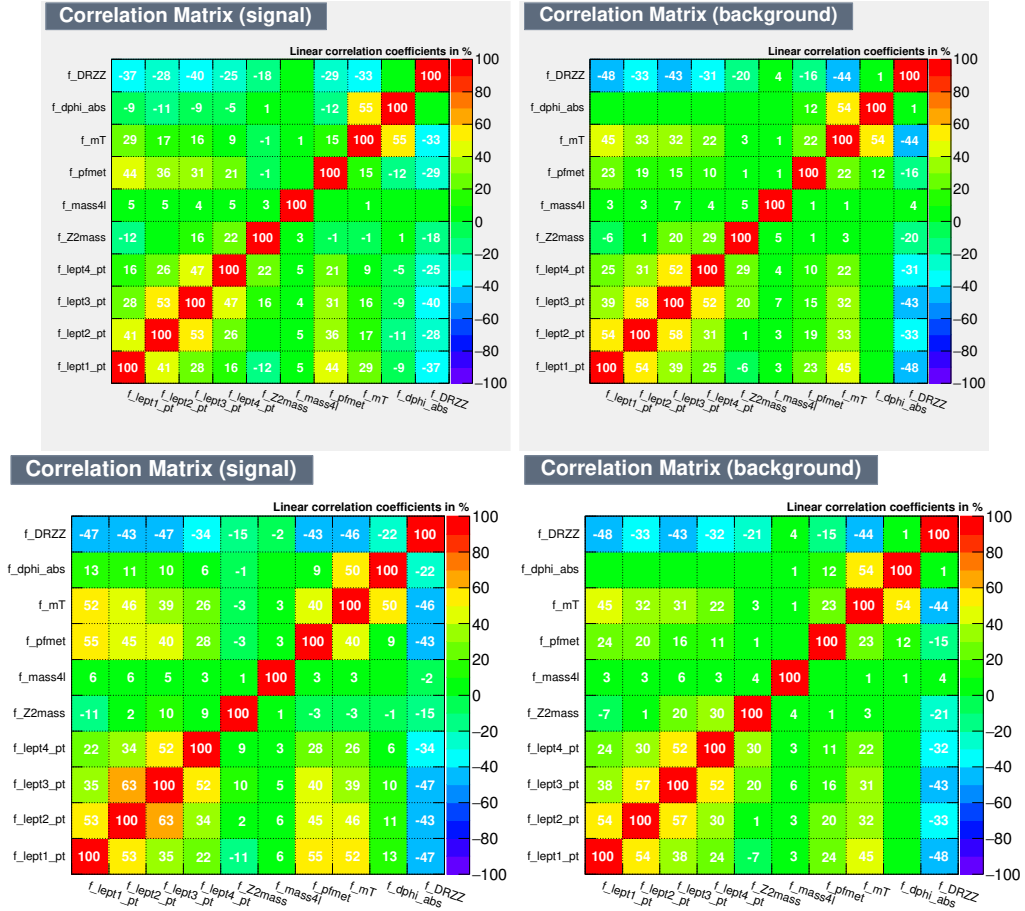 Correlation Matrix (signal)
Linear correlation coefficients in %
f_DRZZ -37 -28 -40 -25 -18 -29 -33 100
f_dphi_abs -9 -11 -9 -5 1 -12 55 100
f_mT 29 17 16 9 -1 1 15 100 55 -33
f_pfmet 44 36 31 21 -1 100 15 -12 -29
f_mass4l 5 5 4 5 3 100 1
f_Z2mass -12 16 22 100 3 -1 -1 1 -18
f_lept4_pt 16 26 47 100 22 5 21 9 -5 -25
f_lept3_pt 28 53 100 47 16 4 31 16 -9 -40
f_lept2_pt 41 100 53 26 5 36 17 -11 -28
f_lept1_pt 100 41 28 16 -12 5 44 29 -9 -37
f_lept1_pt f_lept2_pt f_lept3_pt f_lept4_pt f_Z2mass f_mass4l f_pfmet f_mT f_dphi_abs f_DRZZ
100
80
60
40
20
0
−20
−40
−60
−80
−100
Correlation Matrix (background)
Linear correlation coefficients in %
f_DRZZ -48 -33 -43 -31 -20 4 -16 -44 1 100
f_dphi_abs 12 54 100 1
f_mT 45 33 32 22 3 1 22 100 54 -44
f_pfmet 23 19 15 10 1 1 100 22 12 -16
f_mass4l 3 3 7 4 5 100 1 1 4
f_Z2mass -6 1 20 29 100 5 1 3 -20
f_lept4_pt 25 31 52 100 29 4 10 22 -31
f_lept3_pt 39 58 100 52 20 7 15 32 -43
f_lept2_pt 54 100 58 31 1 3 19 33 -33
f_lept1_pt 100 54 39 25 -6 3 23 45 -48
f_lept1_pt f_lept2_pt f_lept3_pt f_lept4_pt f_Z2mass f_mass4l f_pfmet f_mT f_dphi_abs f_DRZZ
100
80
60
40
20
0
−20
−40
−60
−80
−100
Correlation Matrix (signal)
Linear correlation coefficients in %
f_DRZZ -47 -43 -47 -34 -15 -2 -43 -46 -22 100
f_dphi_abs 13 11 10 6 -1 9 50 100 -22
f_mT 52 46 39 26 -3 3 40 100 50 -46
f_pfmet 55 45 40 28 -3 3 100 40 9 -43
f_mass4l 6 6 5 3 1 100 3 3 -2
f_Z2mass -11 2 10 9 100 1 -3 -3 -1 -15
f_lept4_pt 22 34 52 100 9 3 28 26 6 -34
f_lept3_pt 35 63 100 52 10 5 40 39 10 -47
f_lept2_pt 53 100 63 34 2 6 45 46 11 -43
f_lept1_pt 100 53 35 22 -11 6 55 52 13 -47
f_lept1_pt f_lept2_pt f_lept3_pt f_lept4_pt f_Z2mass f_mass4l f_pfmet f_mT f_dphi_abs f_DRZZ
100
80
60
40
20
0
−20
−40
−60
−80
−100
Correlation Matrix (background)
Linear correlation coefficients in %
f_DRZZ -48 -33 -43 -32 -21 4 -15 -44 1 100
f_dphi_abs 1 12 54 100 1
f_mT 45 32 31 22 3 1 23 100 54 -44
f_pfmet 24 20 16 11 1 100 23 12 -15
f_mass4l 3 3 6 3 4 100 1 1 4
f_Z2mass -7 1 20 30 100 4 1 3 -21
f_lept4_pt 24 30 52 100 30 3 11 22 -32
f_lept3_pt 38 57 100 52 20 6 16 31 -43
f_lept2_pt 54 100 57 30 1 3 20 32 -33
f_lept1_pt 100 54 38 24 -7 3 24 45 -48
f_lept1_pt f_lept2_pt f_lept3_pt f_lept4_pt f_Z2mass f_mass4l f_pfmet f_mT f_dphi_abs f_DRZZ
100
80
60
40
20
0
−20
−40
−60
−80
−100